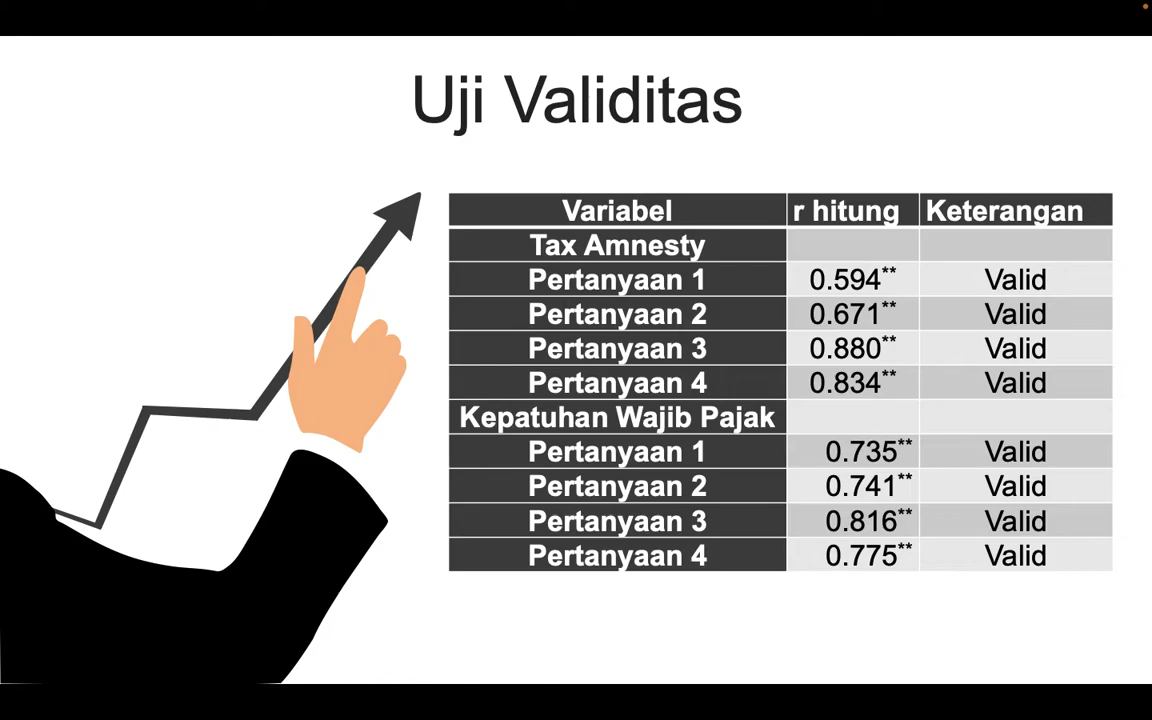 Uji Validitas
Variabel r hitung Keterangan
Tax Amnesty
Pertanyaan 1 0.594** Valid
Pertanyaan 2 0.671** Valid
Pertanyaan 3 0.880** Valid
Pertanyaan 4 0.834** Valid
Kepatuhan Wajib Pajak
Pertanyaan 1 0.735** Valid
Pertanyaan 2 0.741** Valid
Pertanyaan 3 0.816** Valid
Pertanyaan 4 0.775** Valid